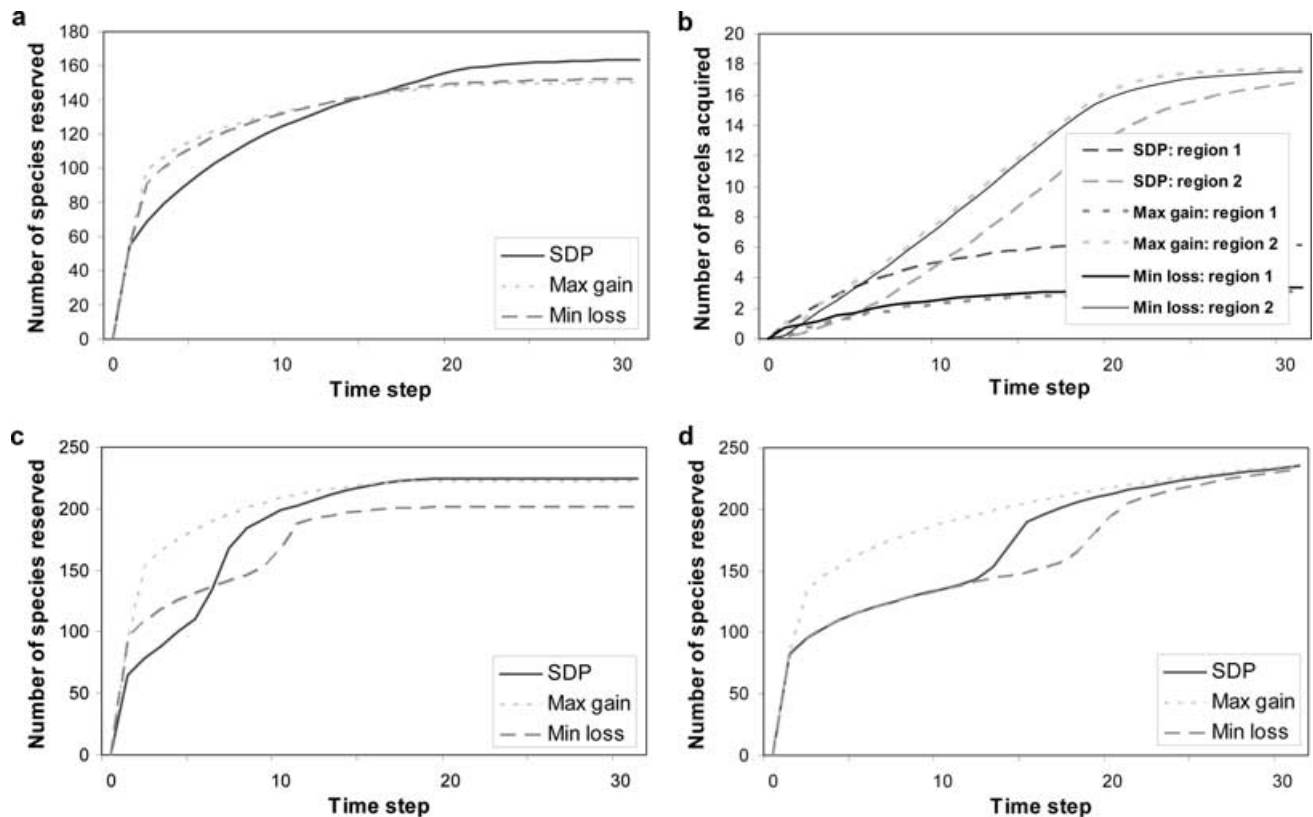 a
Number of species reserved
180
160
140
120
100
80
60
40
20
0
0 10 20 30
Time step
SDP
Max gain
Min loss
b
Number of parcels acquired
20
18
16
14
12
10
8
6
4
2
0
0 10 20 30
Time step
SDP: region 1
SDP: region 2
Max gain: region 1
Max gain: region 2
Min loss: region 1
Min loss: region 2
c
Number of species reserved
250
200
150
100
50
0
0 10 20 30
Time step
SDP
Max gain
Min loss
d
Number of species reserved
250
200
150
100
50
0
0 10 20 30
Time step
SDP
Max gain
Min loss